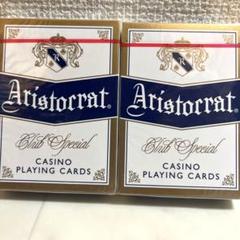 Aristocrat®
Club Special
CASINO
PLAYING CARDS
Aristocrat®
Club Special
CASINO
PLAYING CARDS